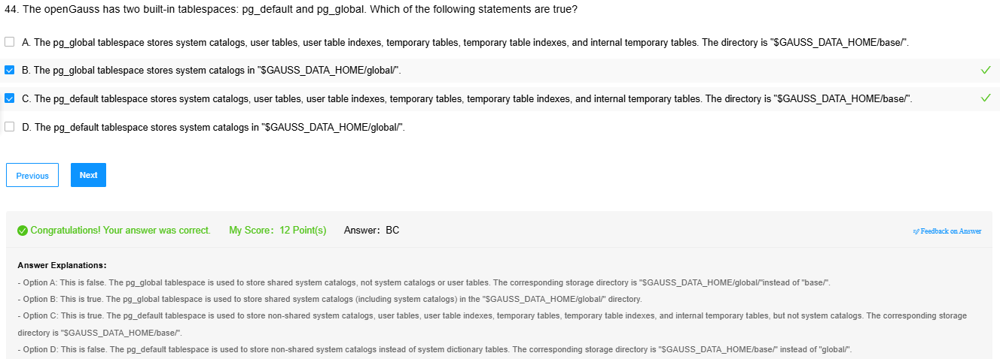 44. The openGauss has two built-in tablespaces: pg_default and pg_global. Which of the following statements are true?
A. The pg_global tablespace stores system catalogs, user tables, user table indexes, temporary tables, temporary table indexes, and internal temporary tables. The directory is "$GAUSS_DATA_HOME/base/".
B. The pg_global tablespace stores system catalogs in "$GAUSS_DATA_HOME/global/".
C. The pg_default tablespace stores system catalogs, user tables, user table indexes, temporary tables, temporary table indexes, and internal temporary tables. The directory is "$GAUSS_DATA_HOME/base/".
D. The pg_default tablespace stores system catalogs in "$GAUSS_DATA_HOME/global/".
Previous Next
Congratulations! Your answer was correct. My Score: 12 Point(s) Answer: BC Feedback on Answer
Answer Explanations:
- Option A: This is false. The pg_global tablespace is used to store shared system catalogs, not system catalogs or user tables. The corresponding storage directory is "$GAUSS_DATA_HOME/global/"instead of "base/".
- Option B: This is true. The pg_global tablespace is used to store shared system catalogs (including system catalogs) in the "$GAUSS_DATA_HOME/global/" directory.
- Option C: This is true. The pg_default tablespace is used to store non-shared system catalogs, user tables, user table indexes, temporary tables, temporary table indexes, and internal temporary tables, but not system catalogs. The corresponding storage
directory is "$GAUSS_DATA_HOME/base/".
- Option D: This is false. The pg_default tablespace is used to store non-shared system catalogs instead of system dictionary tables. The corresponding storage directory is "$GAUSS_DATA_HOME/base/" instead of "global/".